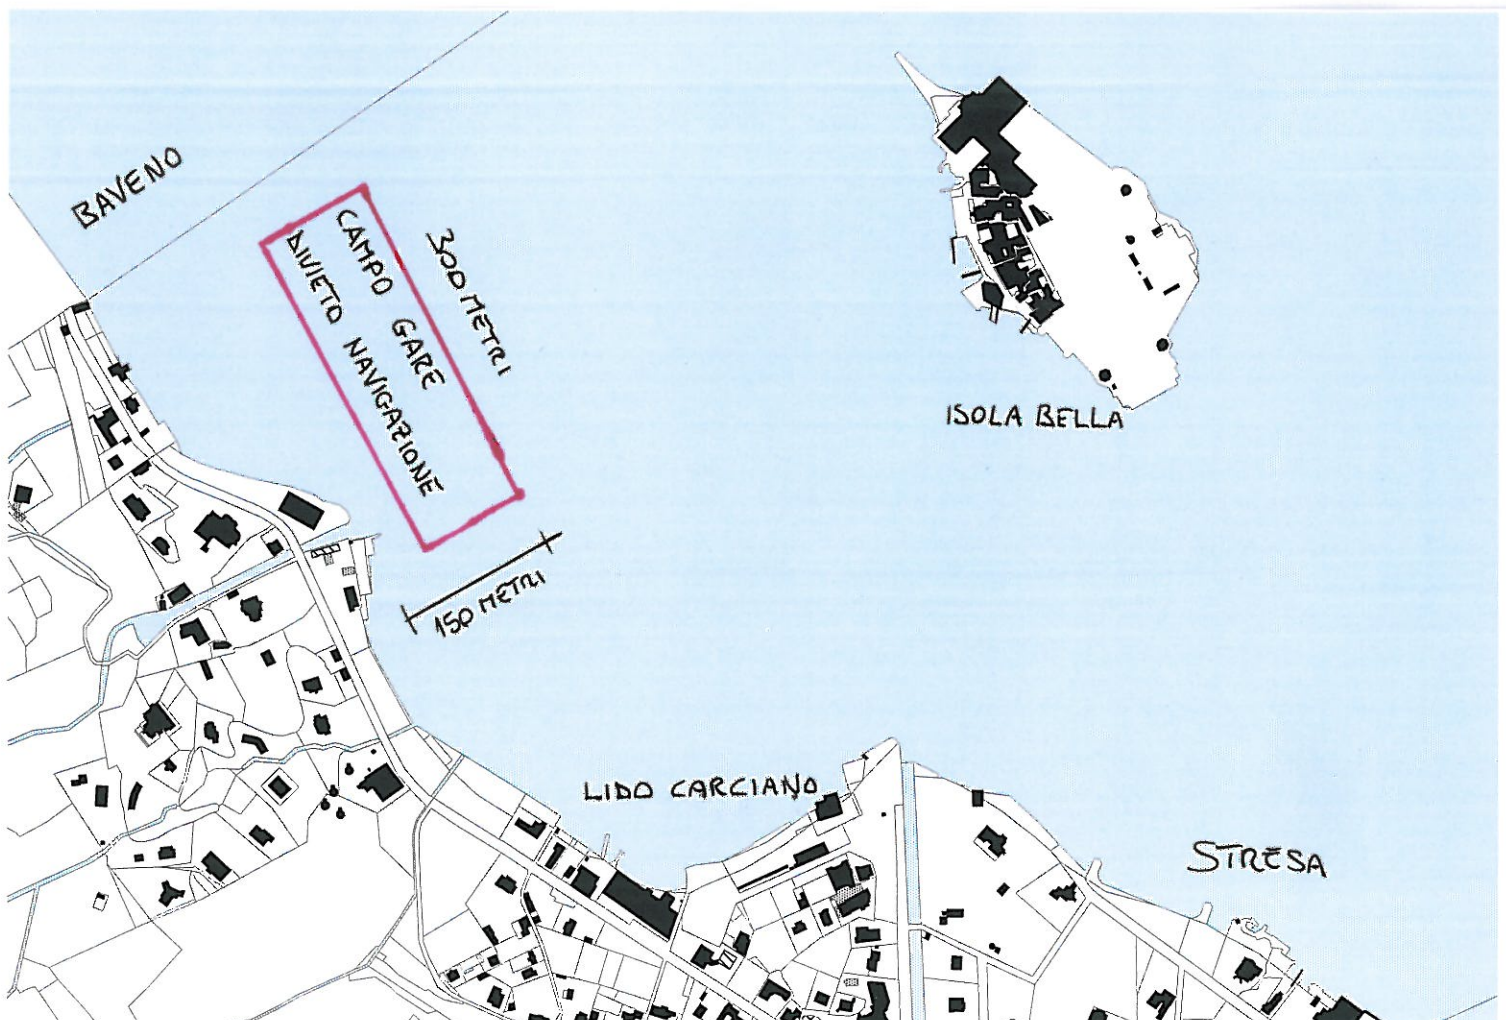 BAVENO
CAMPO GARE
DIVIETO NAVIGAZIONE
300 METRI
150 METRI
ISOLA BELLA
LIDO CARCIANO
STRESA